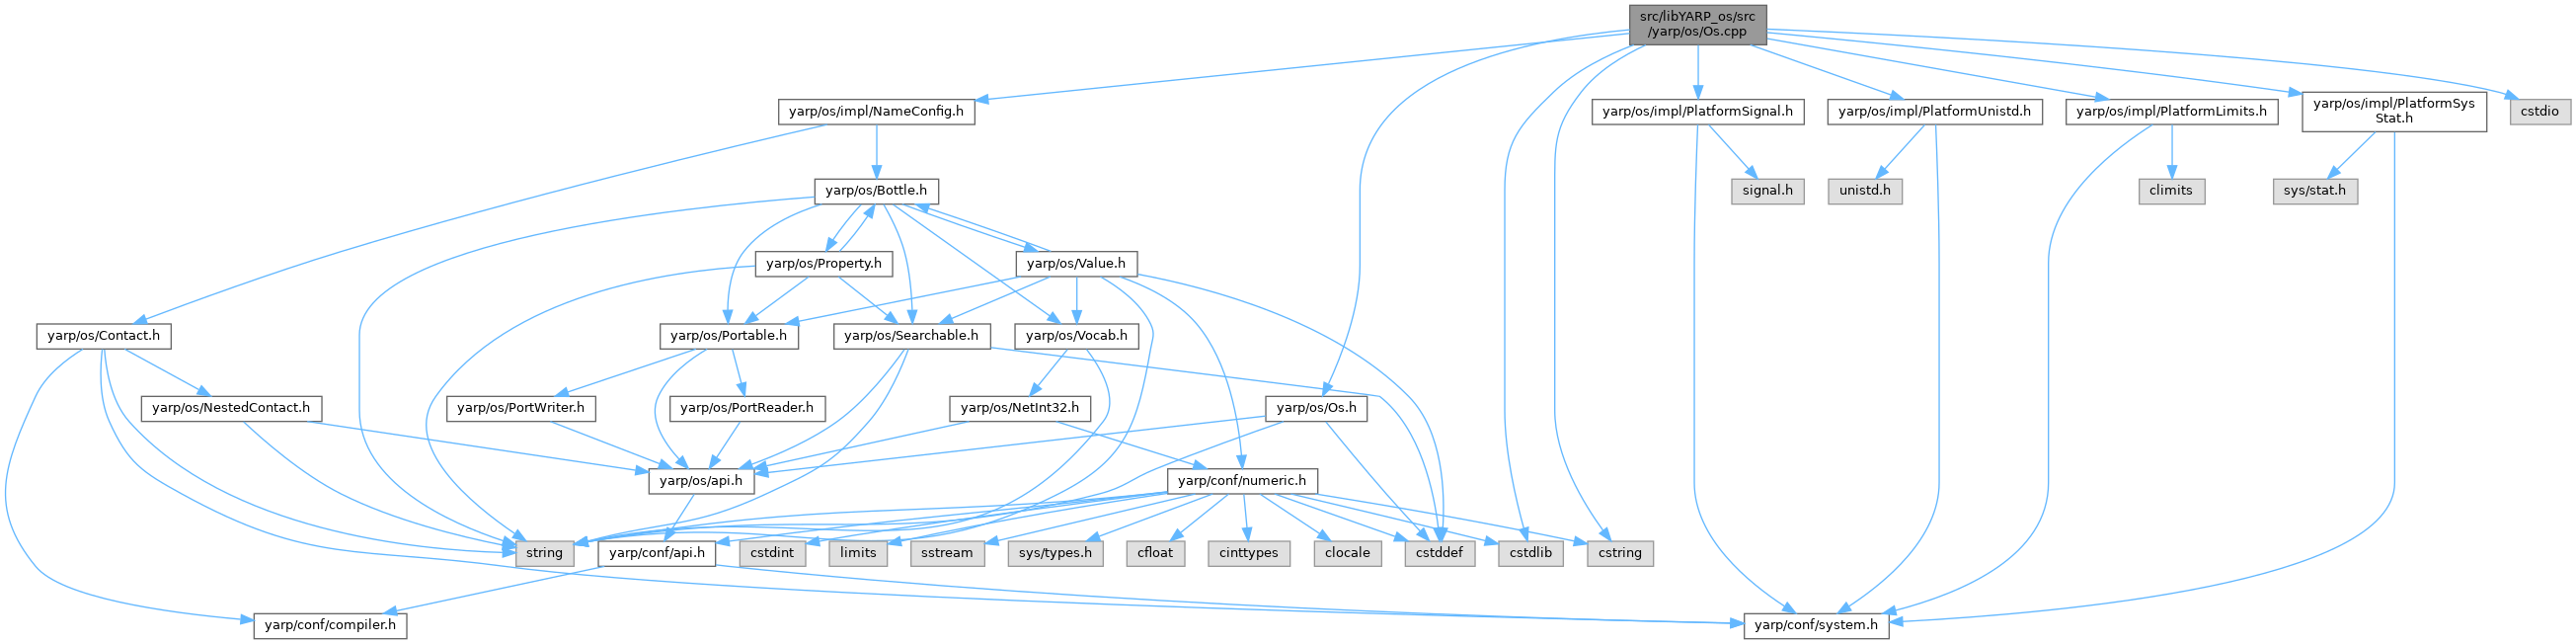 src/libYARP_os/src
/yarp/os/Os.cpp
yarp/os/impl/NameConfig.h
yarp/os/impl/PlatformSignal.h
yarp/os/impl/PlatformUnistd.h
yarp/os/impl/PlatformLimits.h
yarp/os/impl/PlatformSys
Stat.h
cstdio
yarp/os/Bottle.h
signal.h
unistd.h
climits
sys/stat.h
yarp/os/Property.h
yarp/os/Value.h
yarp/os/Contact.h
yarp/os/Portable.h
yarp/os/Searchable.h
yarp/os/Vocab.h
yarp/os/NestedContact.h
yarp/os/PortWriter.h
yarp/os/PortReader.h
yarp/os/NetInt32.h
yarp/os/Os.h
yarp/os/api.h
yarp/conf/numeric.h
string
yarp/conf/api.h
cstdint
limits
sstream
sys/types.h
cfloat
cinttypes
clocale
cstddef
cstdlib
cstring
yarp/conf/compiler.h
yarp/conf/system.h